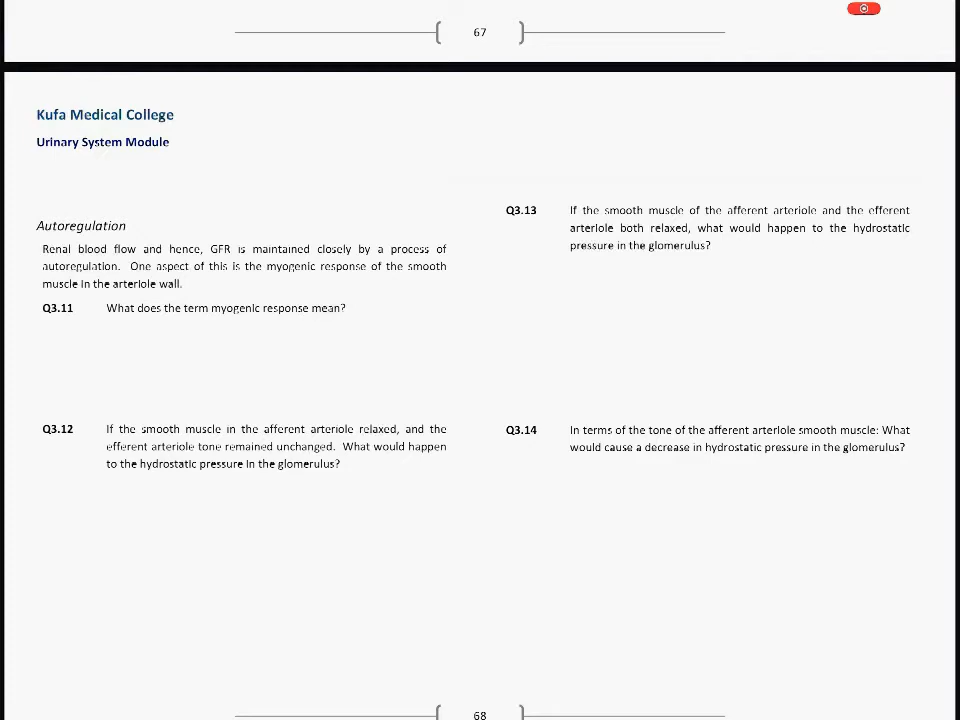 67
Kufa Medical College
Urinary System Module
Autoregulation
Renal blood flow and hence, GFR is maintained closely by a process of
autoregulation. One aspect of this is the myogenic response of the smooth
muscle in the arteriole wall.
Q3.11 What does the term myogenic response mean?
Q3.12 If the smooth muscle in the afferent arteriole relaxed, and the
efferent arteriole tone remained unchanged. What would happen
to the hydrostatic pressure in the glomerulus?
Q3.13 If the smooth muscle of the afferent arteriole and the efferent
arteriole both relaxed, what would happen to the hydrostatic
pressure in the glomerulus?
Q3.14 In terms of the tone of the afferent arteriole smooth muscle: What
would cause a decrease in hydrostatic pressure in the glomerulus?
68